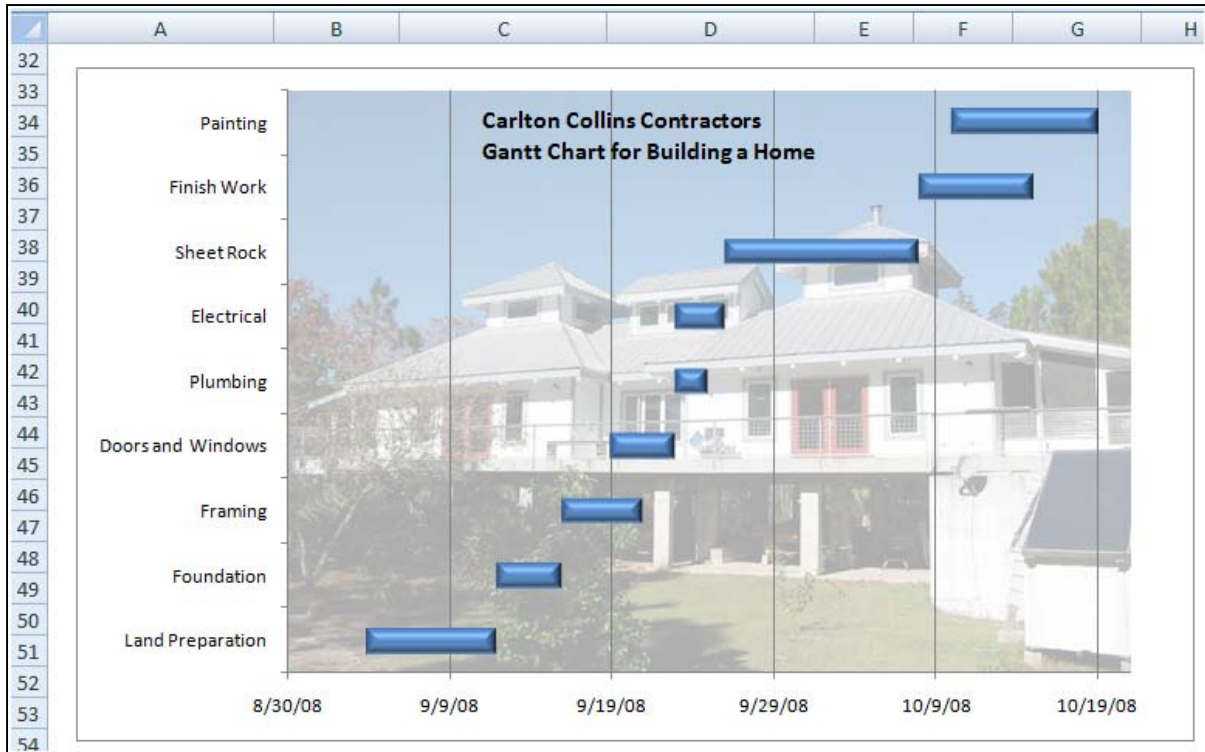 A B C D E F G H
32
33
34
35
36
37
38
39
40
41
42
43
44
45
46
47
48
49
50
51
52
53
54
Carlton Collins Contractors
Gantt Chart for Building a Home
Painting
Finish Work
Sheet Rock
Electrical
Plumbing
Doors and Windows
Framing
Foundation
Land Preparation
8/30/08 9/9/08 9/19/08 9/29/08 10/9/08 10/19/08